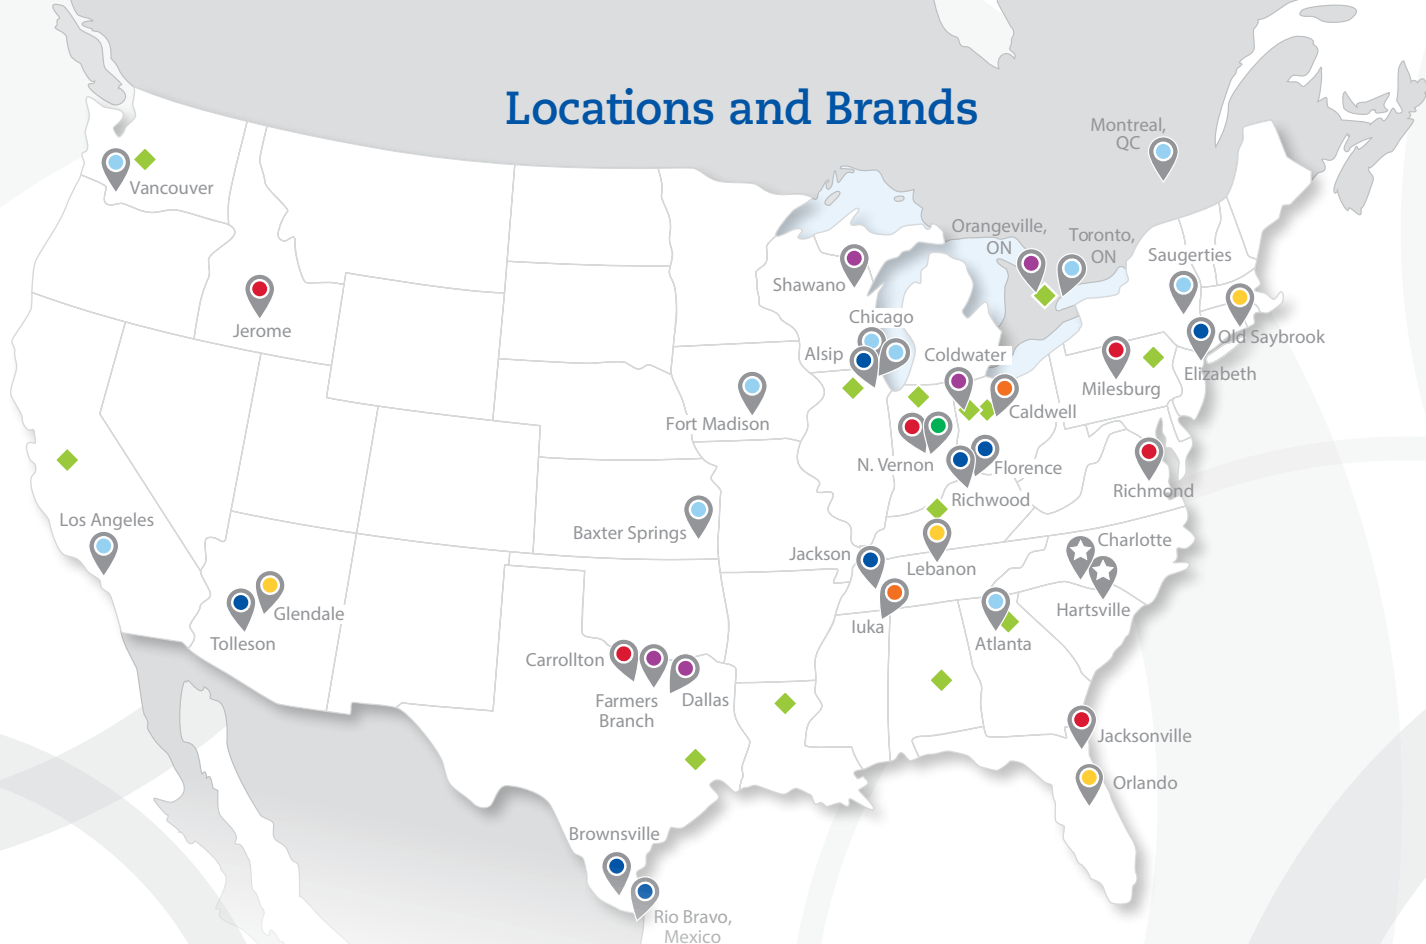 Locations and Brands
Montreal,
QC
Vancouver
Orangeville,
ON
Toronto,
ON
Saugerties
Shawano
Jerome
Chicago
Old Saybrook
Alsip
Coldwater
Elizabeth
Milesburg
Caldwell
Fort Madison
N. Vernon
Florence
Richmond
Richwood
Los Angeles
Baxter Springs
Charlotte
Jackson
Lebanon
Glendale
Hartsville
Iuka
Tolleson
Atlanta
Carrollton
Farmers
Branch
Dallas
Jacksonville
Orlando
Brownsville
Rio Bravo,
Mexico